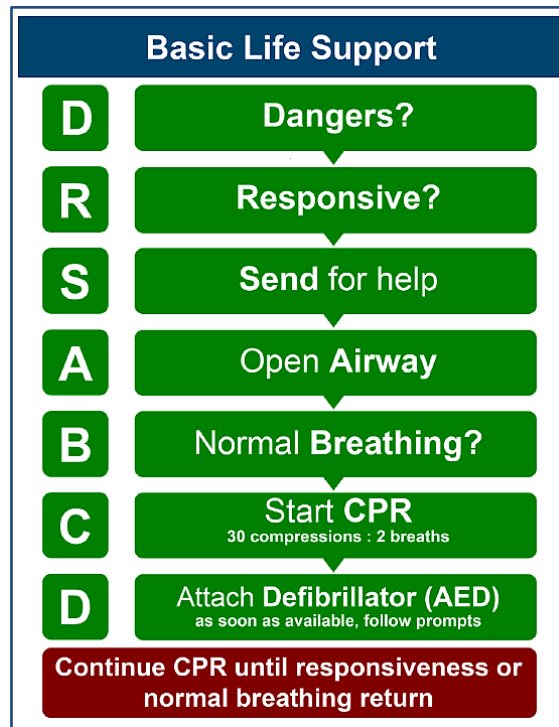 Basic Life Support
D
Dangers?
R
Responsive?
S
Send for help
A
Open Airway
B
Normal Breathing?
C
Start CPR
30 compressions : 2 breaths
D
Attach Defibrillator (AED)
as soon as available, follow prompts
Continue CPR until responsiveness or
normal breathing return